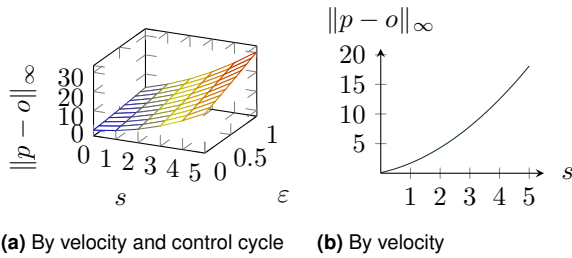 ‖p − o‖∞
30
20
10
0
0 1 2 3 4 5
0 0.5 1
s
ε
(a) By velocity and control cycle
‖p − o‖∞
20
15
10
5
1 2 3 4 5
s
(b) By velocity